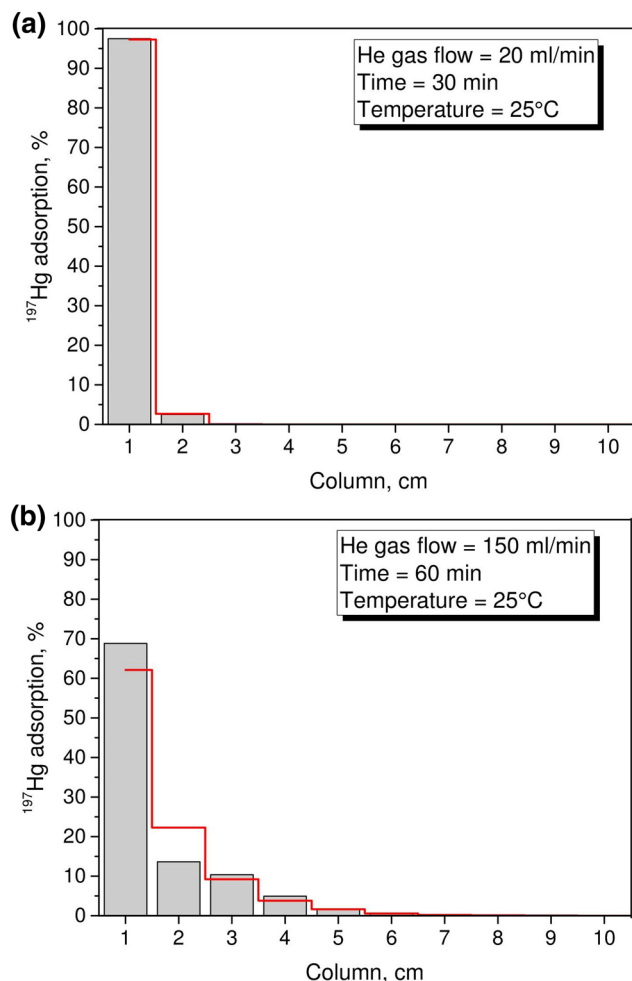 (a)
100
90
80
70
60
50
40
30
20
10
0
¹⁹⁷Hg adsorption, %
He gas flow = 20 ml/min
Time = 30 min
Temperature = 25°C
1 2 3 4 5 6 7 8 9 10
Column, cm
(b)
100
90
80
70
60
50
40
30
20
10
0
¹⁹⁷Hg adsorption, %
He gas flow = 150 ml/min
Time = 60 min
Temperature = 25°C
1 2 3 4 5 6 7 8 9 10
Column, cm